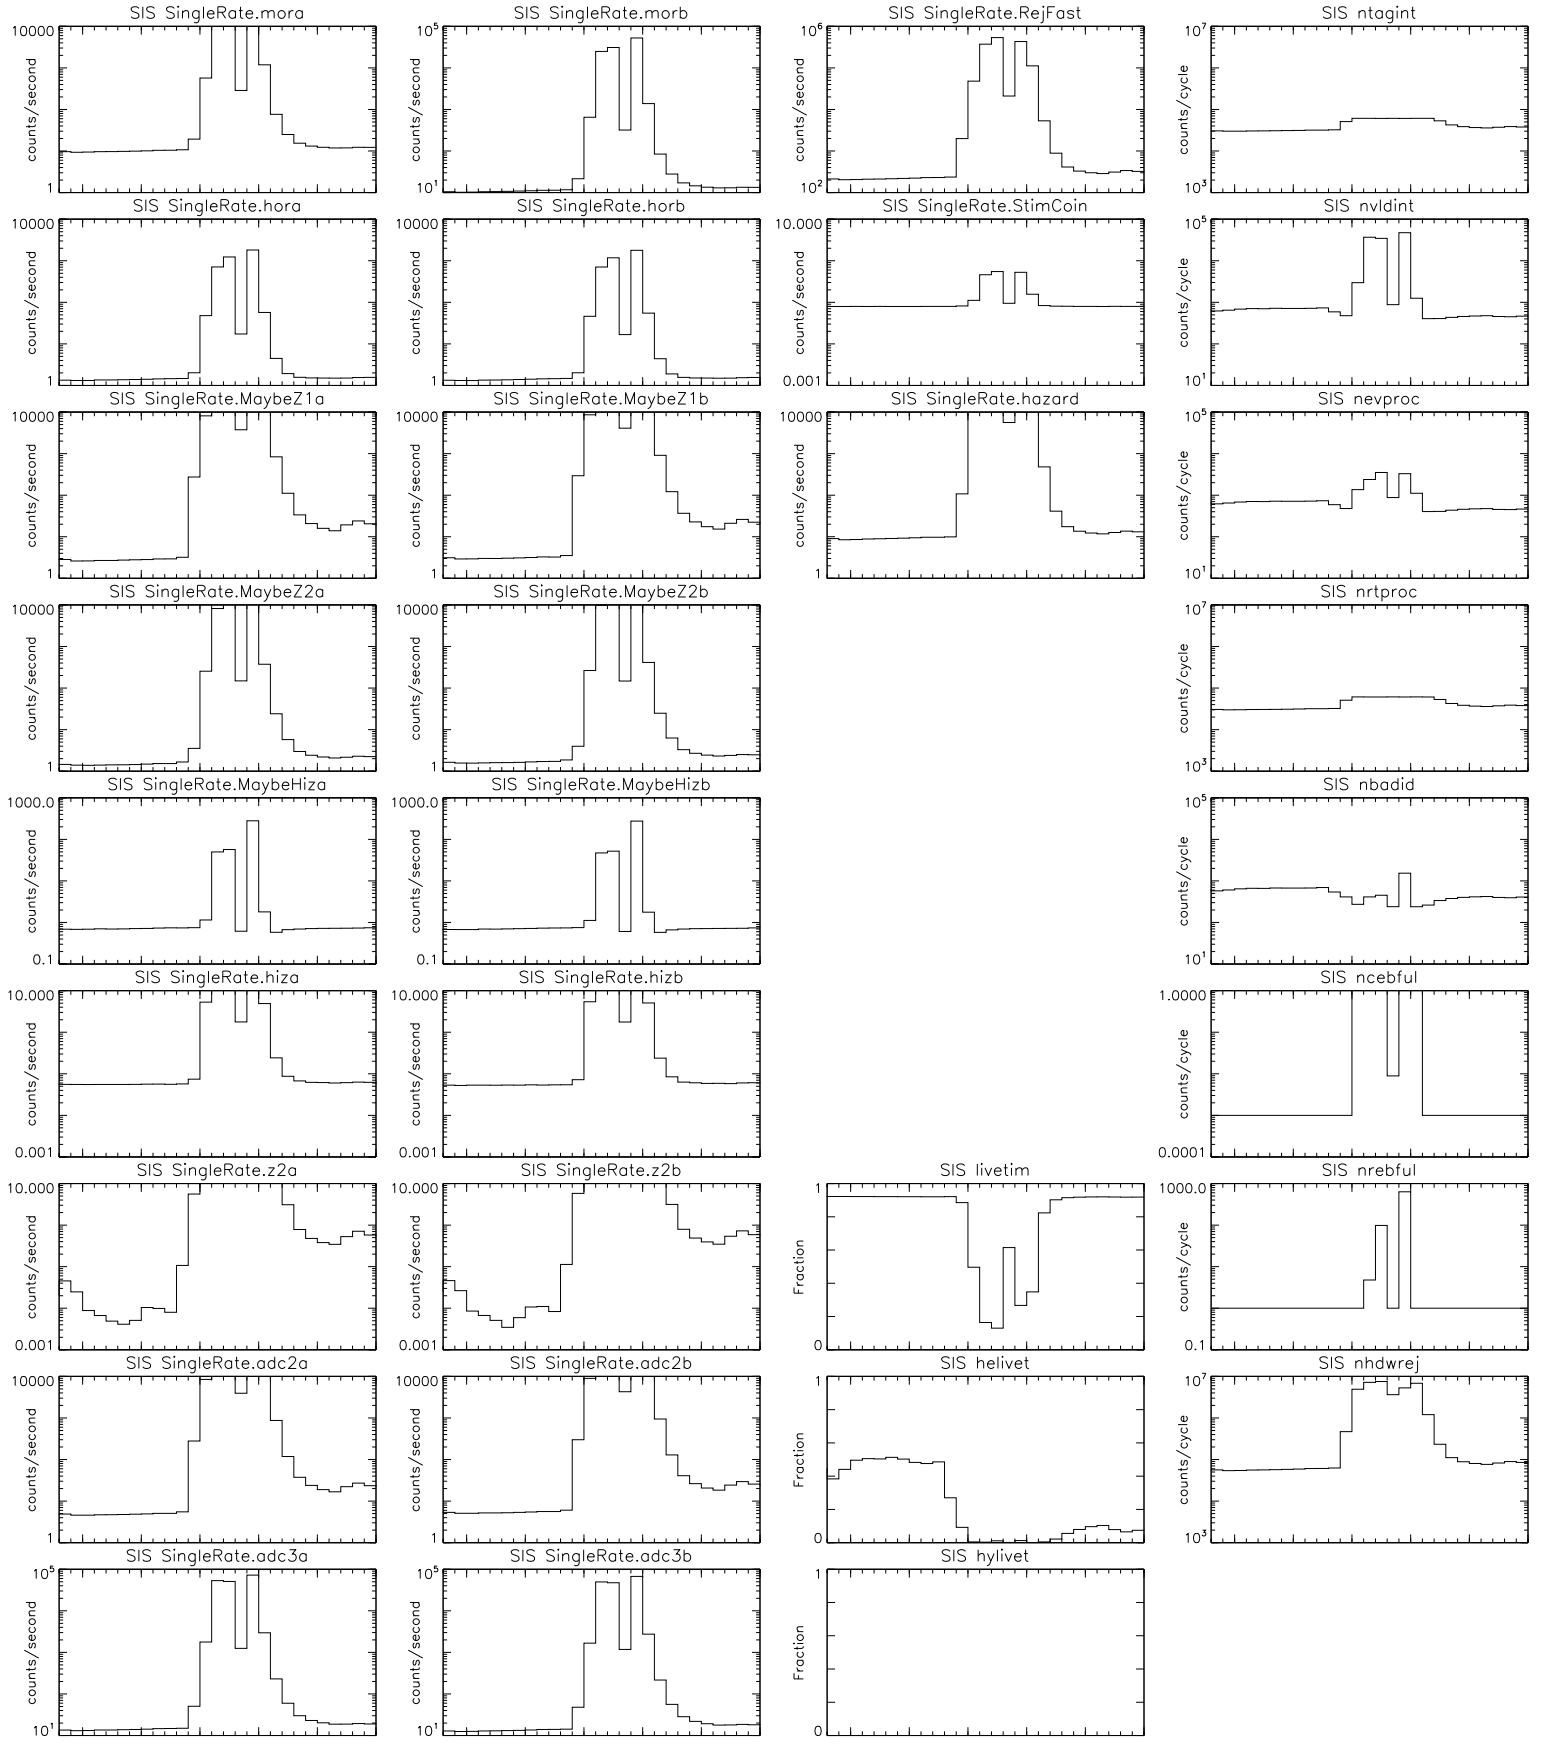 SIS SingleRate.mora
10000
counts/second
1
SIS SingleRate.morb
10^5
counts/second
10^1
SIS SingleRate.RejFast
10^6
counts/second
10^2
SIS ntagint
10^7
counts/cycle
10^3
SIS SingleRate.hora
10000
counts/second
1
SIS SingleRate.horb
10000
counts/second
1
SIS SingleRate.StimCoin
10.000
counts/second
0.001
SIS nvldint
10^5
counts/cycle
10^1
SIS SingleRate.MaybeZ1a
10000
counts/second
1
SIS SingleRate.MaybeZ1b
10000
counts/second
1
SIS SingleRate.hazard
10000
counts/second
1
SIS nevproc
10^5
counts/cycle
10^1
SIS SingleRate.MaybeZ2a
10000
counts/second
1
SIS SingleRate.MaybeZ2b
10000
counts/second
1
SIS nrtproc
10^7
counts/cycle
10^3
SIS SingleRate.MaybeHiza
1000.0
counts/second
0.1
SIS SingleRate.MaybeHizb
1000.0
counts/second
0.1
SIS nbadid
10^5
counts/cycle
10^1
SIS SingleRate.hiza
10.000
counts/second
0.001
SIS SingleRate.hizb
10.000
counts/second
0.001
SIS ncebful
1.0000
counts/cycle
0.0001
SIS SingleRate.z2a
10.000
counts/second
0.001
SIS SingleRate.z2b
10.000
counts/second
0.001
SIS livetim
1
Fraction
0
SIS nrebful
1000.0
counts/cycle
0.1
SIS SingleRate.adc2a
10000
counts/second
1
SIS SingleRate.adc2b
10000
counts/second
1
SIS helivet
1
Fraction
0
SIS nhdwrej
10^7
counts/cycle
10^3
SIS SingleRate.adc3a
10^5
counts/second
10^1
SIS SingleRate.adc3b
10^5
counts/second
10^1
SIS hylivet
1
Fraction
0